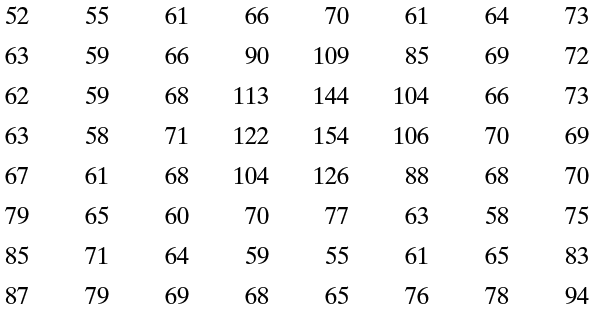 52 55 61 66 70 61 64 73
63 59 66 90 109 85 69 72
62 59 68 113 144 104 66 73
63 58 71 122 154 106 70 69
67 61 68 104 126 88 68 70
79 65 60 70 77 63 58 75
85 71 64 59 55 61 65 83
87 79 69 68 65 76 78 94